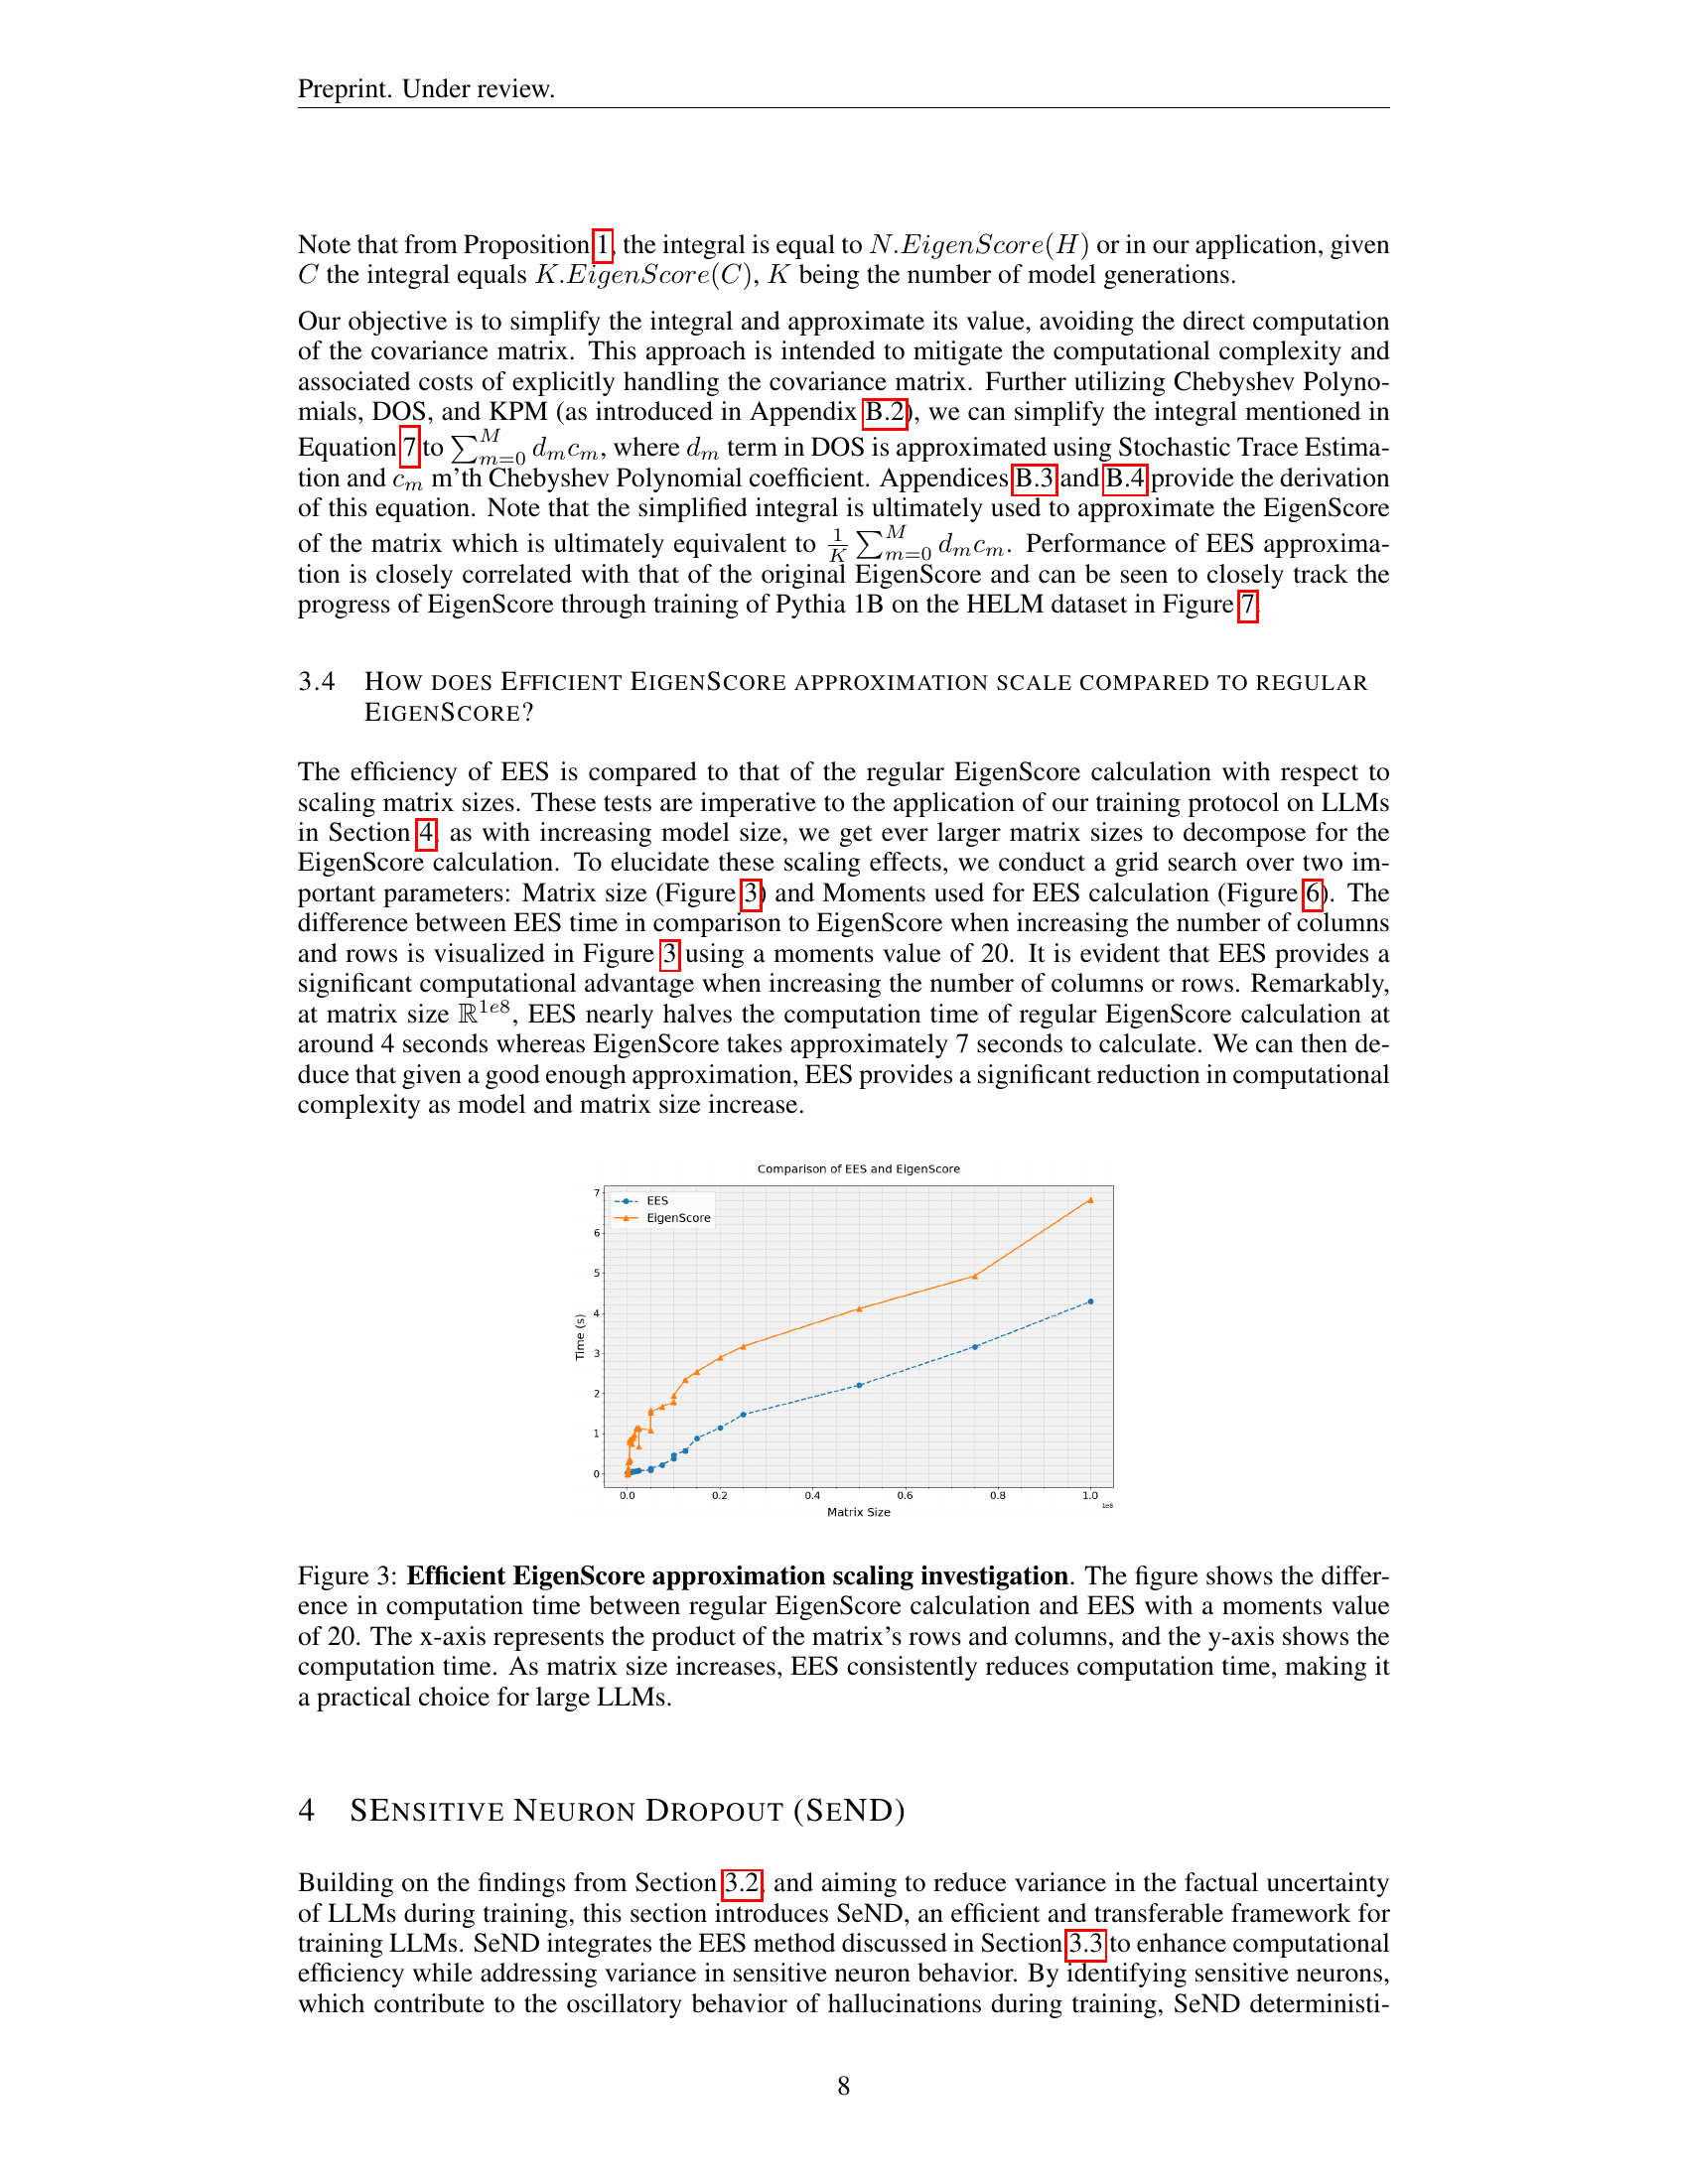 Preprint. Under review.
Note that from Proposition 1, the integral is equal to N.EigenScore(H) or in our application, given
C the integral equals K.EigenScore(C), K being the number of model generations.
Our objective is to simplify the integral and approximate its value, avoiding the direct computation
of the covariance matrix. This approach is intended to mitigate the computational complexity and
associated costs of explicitly handling the covariance matrix. Further utilizing Chebyshev Polyno-
mials, DOS, and KPM (as introduced in Appendix B.2), we can simplify the integral mentioned in
Equation 7 to ∑_{m=0}^{M} d_m c_m, where d_m term in DOS is approximated using Stochastic Trace Estima-
tion and c_m m'th Chebyshev Polynomial coefficient. Appendices B.3 and B.4 provide the derivation
of this equation. Note that the simplified integral is ultimately used to approximate the EigenScore
of the matrix which is ultimately equivalent to \frac{1}{K} ∑_{m=0}^{M} d_m c_m. Performance of EES approxima-
tion is closely correlated with that of the original EigenScore and can be seen to closely track the
progress of EigenScore through training of Pythia 1B on the HELM dataset in Figure 7.
3.4 HOW DOES EFFICIENT EIGENSCORE APPROXIMATION SCALE COMPARED TO REGULAR
EIGENSCORE?
The efficiency of EES is compared to that of the regular EigenScore calculation with respect to
scaling matrix sizes. These tests are imperative to the application of our training protocol on LLMs
in Section 4, as with increasing model size, we get ever larger matrix sizes to decompose for the
EigenScore calculation. To elucidate these scaling effects, we conduct a grid search over two im-
portant parameters: Matrix size (Figure 3) and Moments used for EES calculation (Figure 6). The
difference between EES time in comparison to EigenScore when increasing the number of columns
and rows is visualized in Figure 3 using a moments value of 20. It is evident that EES provides a
significant computational advantage when increasing the number of columns or rows. Remarkably,
at matrix size ℝ^{1e8}, EES nearly halves the computation time of regular EigenScore calculation at
around 4 seconds whereas EigenScore takes approximately 7 seconds to calculate. We can then de-
duce that given a good enough approximation, EES provides a significant reduction in computational
complexity as model and matrix size increase.
Comparison of EES and EigenScore
EES
EigenScore
Time (s)
7
6
5
4
3
2
1
0
0.0 0.2 0.4 0.6 0.8 1.0
1e8
Matrix Size
Figure 3: Efficient EigenScore approximation scaling investigation. The figure shows the differ-
ence in computation time between regular EigenScore calculation and EES with a moments value
of 20. The x-axis represents the product of the matrix's rows and columns, and the y-axis shows the
computation time. As matrix size increases, EES consistently reduces computation time, making it
a practical choice for large LLMs.
4 SENSITIVE NEURON DROPOUT (SEND)
Building on the findings from Section 3.2, and aiming to reduce variance in the factual uncertainty
of LLMs during training, this section introduces SeND, an efficient and transferable framework for
training LLMs. SeND integrates the EES method discussed in Section 3.3 to enhance computational
efficiency while addressing variance in sensitive neuron behavior. By identifying sensitive neurons,
which contribute to the oscillatory behavior of hallucinations during training, SeND deterministi-
8